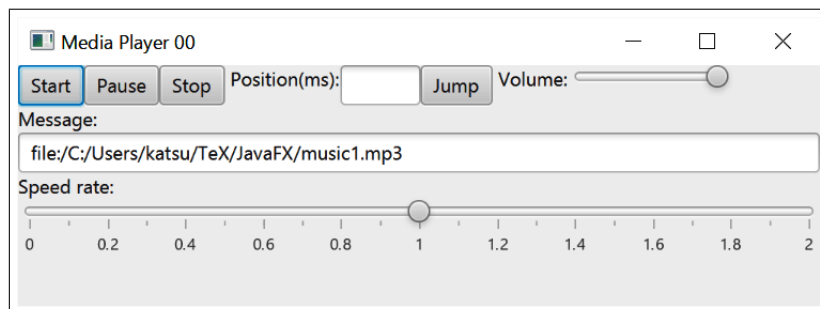 Media Player 00
Start Pause Stop Position(ms): Jump Volume:
Message:
file:/C:/Users/katsu/TeX/JavaFX/music1.mp3
Speed rate:
0 0.2 0.4 0.6 0.8 1 1.2 1.4 1.6 1.8 2